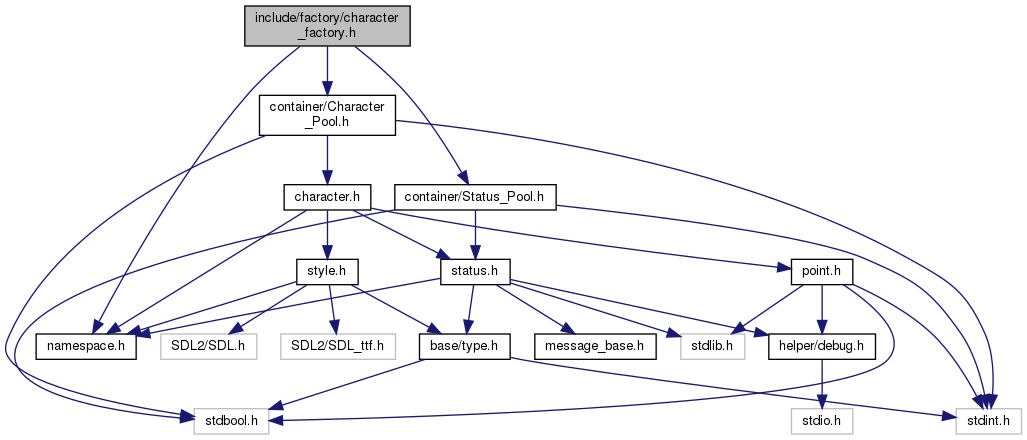 include/factory/character
_factory.h
container/Character
_Pool.h
character.h
container/Status_Pool.h
style.h
status.h
point.h
namespace.h
SDL2/SDL.h
SDL2/SDL_ttf.h
base/type.h
message_base.h
stdlib.h
helper/debug.h
stdbool.h
stdio.h
stdint.h